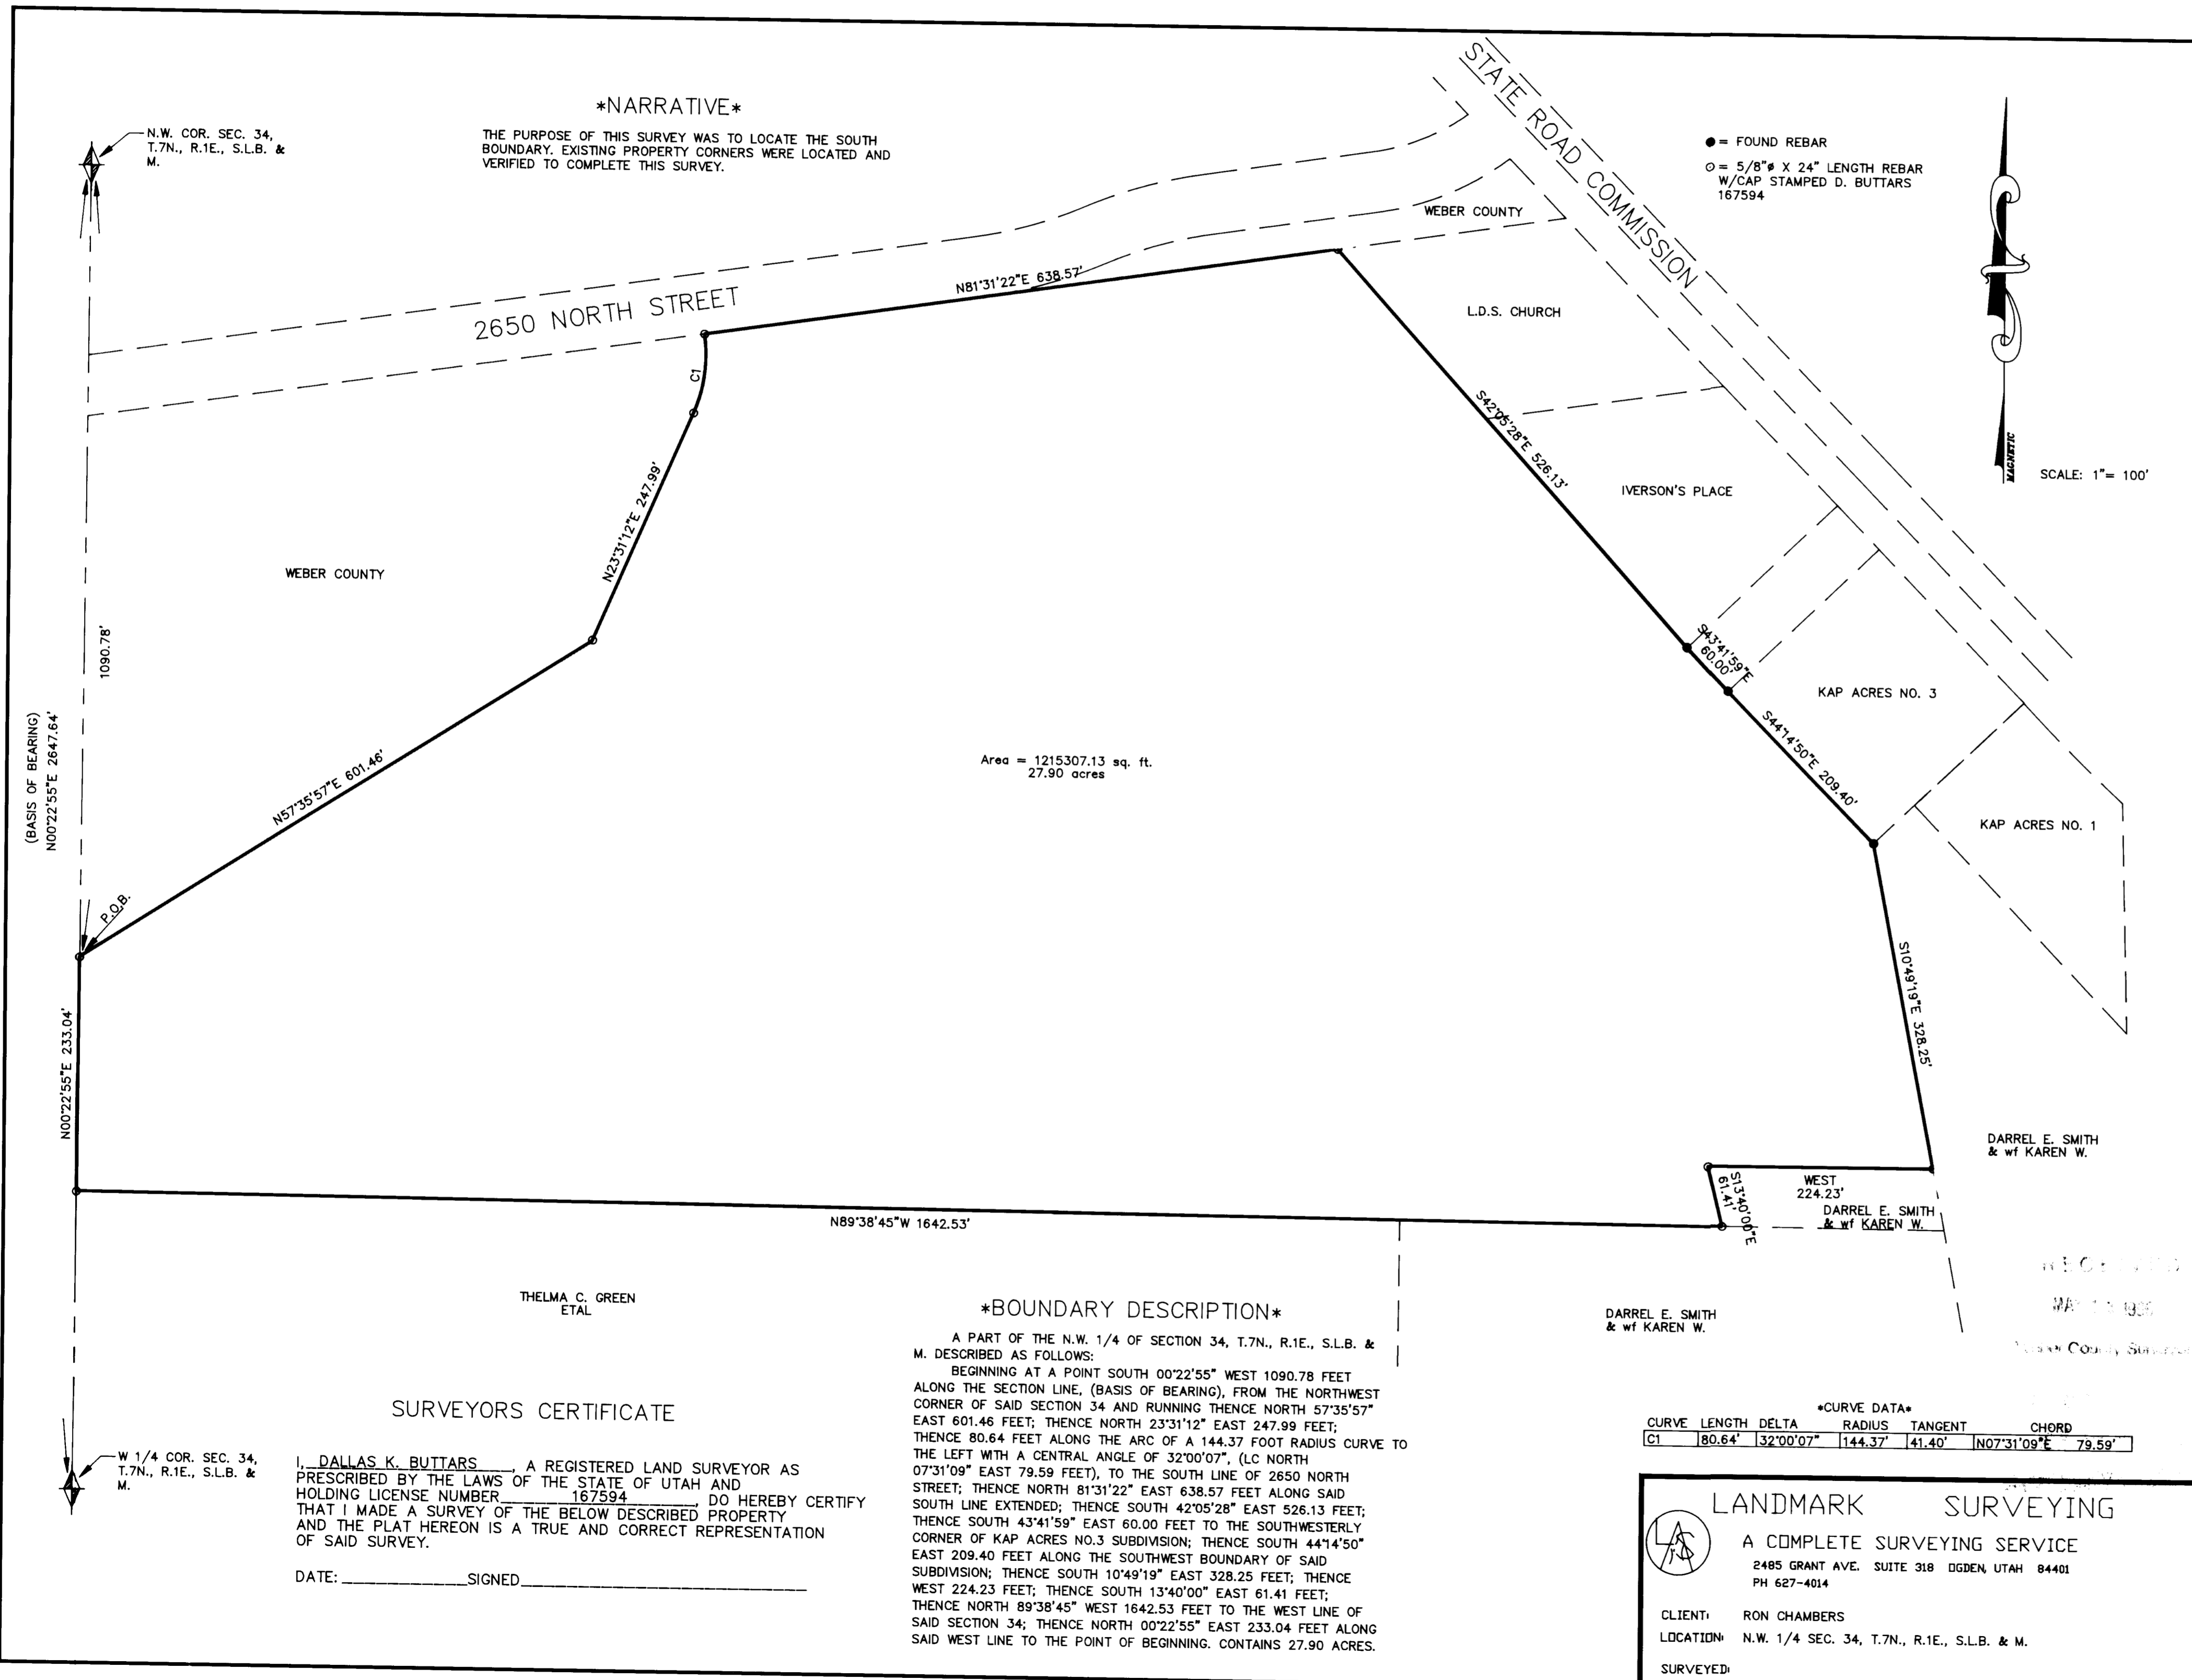 *NARRATIVE*
THE PURPOSE OF THIS SURVEY WAS TO LOCATE THE SOUTH
BOUNDARY. EXISTING PROPERTY CORNERS WERE LOCATED AND
VERIFIED TO COMPLETE THIS SURVEY.
N.W. COR. SEC. 34,
T.7N., R.1E., S.L.B. &
M.
STATE ROAD COMMISSION
● = FOUND REBAR
⊙ = 5/8"ø X 24" LENGTH REBAR
W/CAP STAMPED D. BUTTARS
167594
MAGNETIC
SCALE: 1"= 100'
WEBER COUNTY
2650 NORTH STREET
N81°31'22"E 638.57'
L.D.S. CHURCH
C1
S42°05'28"E 526.13'
N23°31'12"E 247.99'
IVERSON'S PLACE
WEBER COUNTY
1090.78'
(BASIS OF BEARING)
N00°22'55"E 2647.64'
S43°41'59"E
60.00'
KAP ACRES NO. 3
S44°14'50"E 209.40'
Area = 1215307.13 sq. ft.
27.90 acres
N57°35'57"E 601.46'
KAP ACRES NO. 1
P.O.B.
S10°49'19"E 328.25'
N00°22'55"E 233.04'
DARREL E. SMITH
& wf KAREN W.
WEST
224.23'
S13°40'00"E
61.41'
DARREL E. SMITH
& wf KAREN W.
N89°38'45"W 1642.53'
THELMA C. GREEN
ETAL
DARREL E. SMITH
& wf KAREN W.
*BOUNDARY DESCRIPTION*
A PART OF THE N.W. 1/4 OF SECTION 34, T.7N., R.1E., S.L.B. &
M. DESCRIBED AS FOLLOWS:
BEGINNING AT A POINT SOUTH 00°22'55" WEST 1090.78 FEET
ALONG THE SECTION LINE, (BASIS OF BEARING), FROM THE NORTHWEST
CORNER OF SAID SECTION 34 AND RUNNING THENCE NORTH 57°35'57"
EAST 601.46 FEET; THENCE NORTH 23°31'12" EAST 247.99 FEET;
THENCE 80.64 FEET ALONG THE ARC OF A 144.37 FOOT RADIUS CURVE TO
THE LEFT WITH A CENTRAL ANGLE OF 32°00'07", (LC NORTH
07°31'09" EAST 79.59 FEET), TO THE SOUTH LINE OF 2650 NORTH
STREET; THENCE NORTH 81°31'22" EAST 638.57 FEET ALONG SAID
SOUTH LINE EXTENDED; THENCE SOUTH 42°05'28" EAST 526.13 FEET;
THENCE SOUTH 43°41'59" EAST 60.00 FEET TO THE SOUTHWESTERLY
CORNER OF KAP ACRES NO.3 SUBDIVISION; THENCE SOUTH 44°14'50"
EAST 209.40 FEET ALONG THE SOUTHWEST BOUNDARY OF SAID
SUBDIVISION; THENCE SOUTH 10°49'19" EAST 328.25 FEET; THENCE
WEST 224.23 FEET; THENCE SOUTH 13°40'00" EAST 61.41 FEET;
THENCE NORTH 89°38'45" WEST 1642.53 FEET TO THE WEST LINE OF
SAID SECTION 34; THENCE NORTH 00°22'55" EAST 233.04 FEET ALONG
SAID WEST LINE TO THE POINT OF BEGINNING. CONTAINS 27.90 ACRES.
SURVEYORS CERTIFICATE
I, DALLAS K. BUTTARS, A REGISTERED LAND SURVEYOR AS
PRESCRIBED BY THE LAWS OF THE STATE OF UTAH AND
HOLDING LICENSE NUMBER 167594, DO HEREBY CERTIFY
THAT I MADE A SURVEY OF THE BELOW DESCRIBED PROPERTY
AND THE PLAT HEREON IS A TRUE AND CORRECT REPRESENTATION
OF SAID SURVEY.
DATE: SIGNED
W 1/4 COR. SEC. 34,
T.7N., R.1E., S.L.B. &
M.
County
*CURVE DATA*
CURVE LENGTH DELTA RADIUS TANGENT CHORD
C1 80.64' 32°00'07" 144.37' 41.40' N07°31'09"E 79.59'
LANDMARK SURVEYING
A COMPLETE SURVEYING SERVICE
2485 GRANT AVE. SUITE 318 OGDEN, UTAH 84401
PH 627-4014
CLIENT: RON CHAMBERS
LOCATION: N.W. 1/4 SEC. 34, T.7N., R.1E., S.L.B. & M.
SURVEYED: